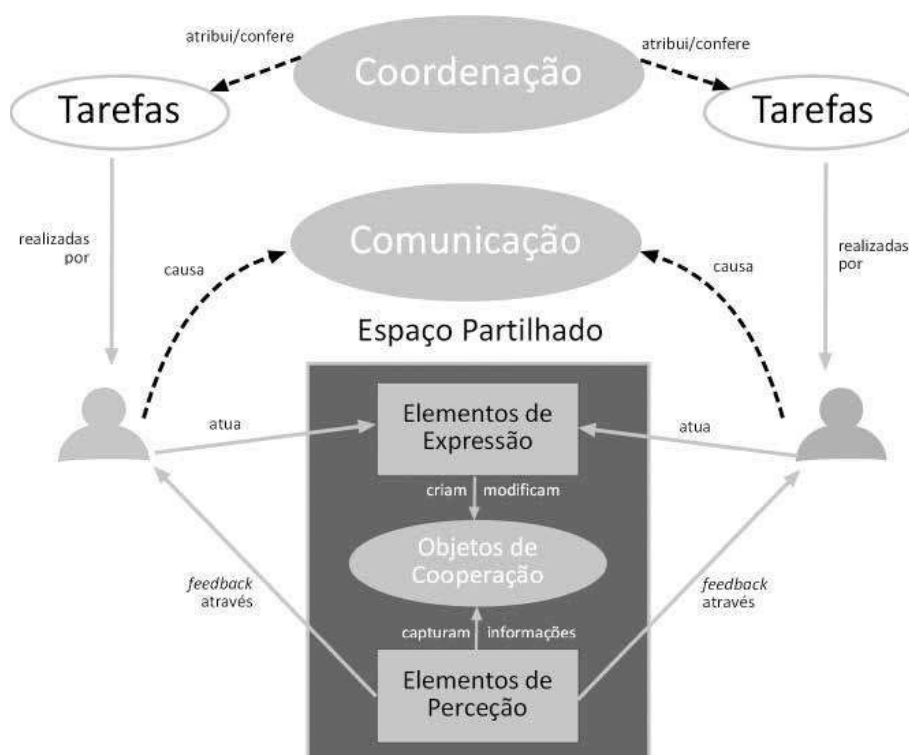 atribui/confere
Coordenação
atribui/confere
Tarefas
Tarefas
realizadas
por
Comunicação
realizadas
por
causa
causa
Espaço Partilhado
Elementos de
Expressão
atua
atua
criam modificam
Objetos de
Cooperação
feedback
através
feedback
através
capturam informações
Elementos de
Perceção